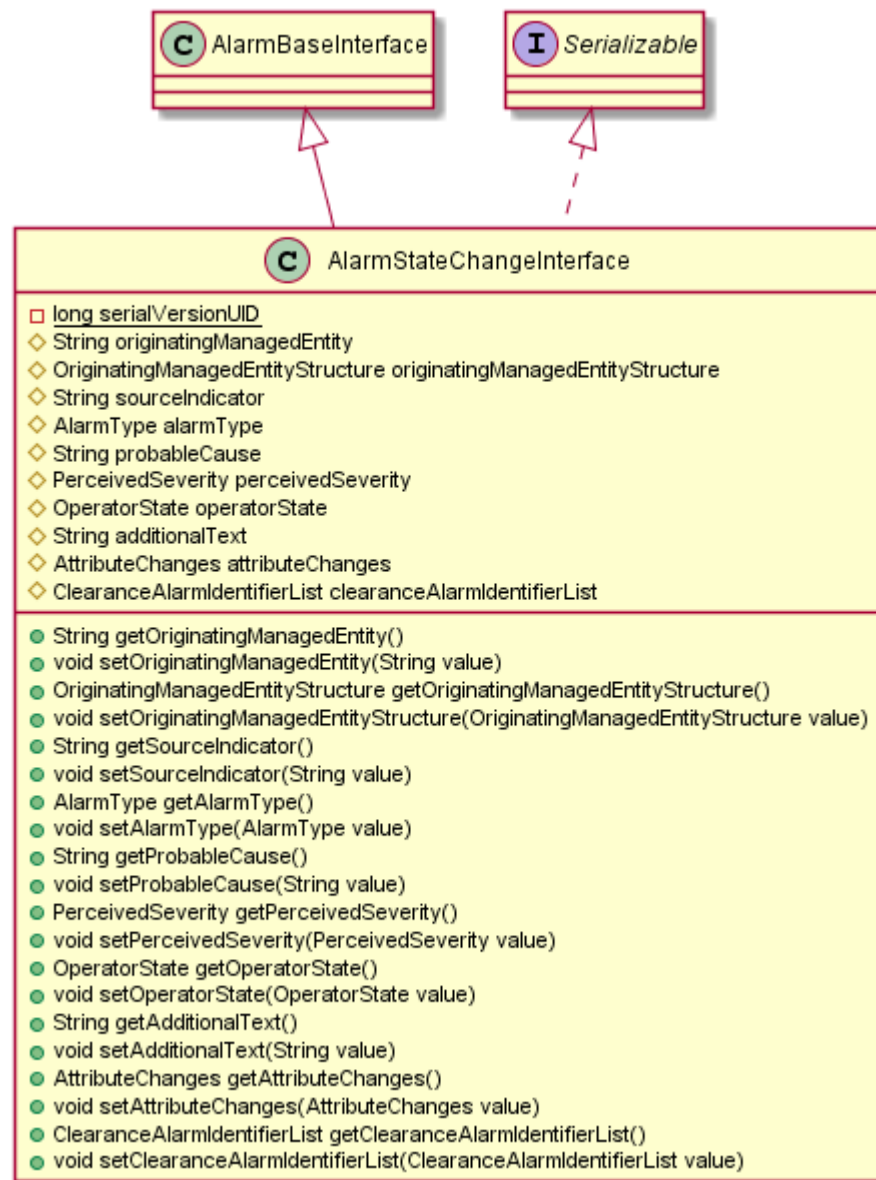 C AlarmBaseInterface
I Serializable
C AlarmStateChangeInterface
long serialVersionUID
String originatingManagedEntity
OriginatingManagedEntityStructure originatingManagedEntityStructure
String sourceIndicator
AlarmType alarmType
String probableCause
PerceivedSeverity perceivedSeverity
OperatorState operatorState
String additionalText
AttributeChanges attributeChanges
ClearanceAlarmIdentifierList clearanceAlarmIdentifierList
String getOriginatingManagedEntity()
void setOriginatingManagedEntity(String value)
OriginatingManagedEntityStructure getOriginatingManagedEntityStructure()
void setOriginatingManagedEntityStructure(OriginatingManagedEntityStructure value)
String getSourceIndicator()
void setSourceIndicator(String value)
AlarmType getAlarmType()
void setAlarmType(AlarmType value)
String getProbableCause()
void setProbableCause(String value)
PerceivedSeverity getPerceivedSeverity()
void setPerceivedSeverity(PerceivedSeverity value)
OperatorState getOperatorState()
void setOperatorState(OperatorState value)
String getAdditionalText()
void setAdditionalText(String value)
AttributeChanges getAttributeChanges()
void setAttributeChanges(AttributeChanges value)
ClearanceAlarmIdentifierList getClearanceAlarmIdentifierList()
void setClearanceAlarmIdentifierList(ClearanceAlarmIdentifierList value)